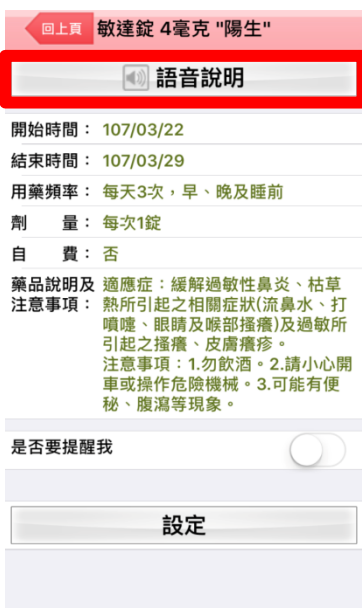 回上頁 敏達錠 4毫克 "陽生"
語音說明
開始時間： 107/03/22
結束時間： 107/03/29
用藥頻率： 每天3次，早、晚及睡前
劑　　量： 每次1錠
自　　費： 否
藥品說明及 適應症：緩解過敏性鼻炎、枯草
注意事項： 熱所引起之相關症狀(流鼻水、打
噴嚏、眼睛及喉部搔癢)及過敏所
引起之搔癢、皮膚癢疹。
注意事項：1.勿飲酒。2.請小心開
車或操作危險機械。3.可能有便
秘、腹瀉等現象。
是否要提醒我
設定